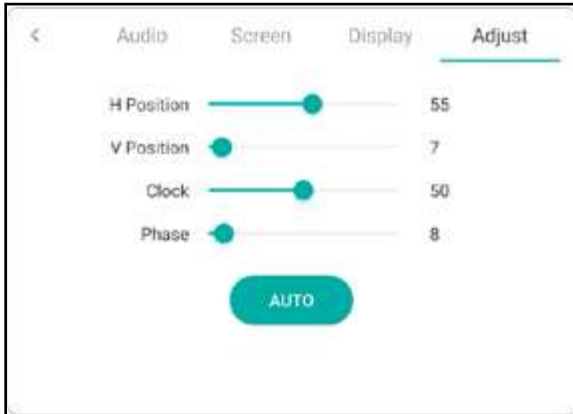 Audio Screen Display Adjust
H Position 55
V Position 7
Clock 50
Phase 8
AUTO